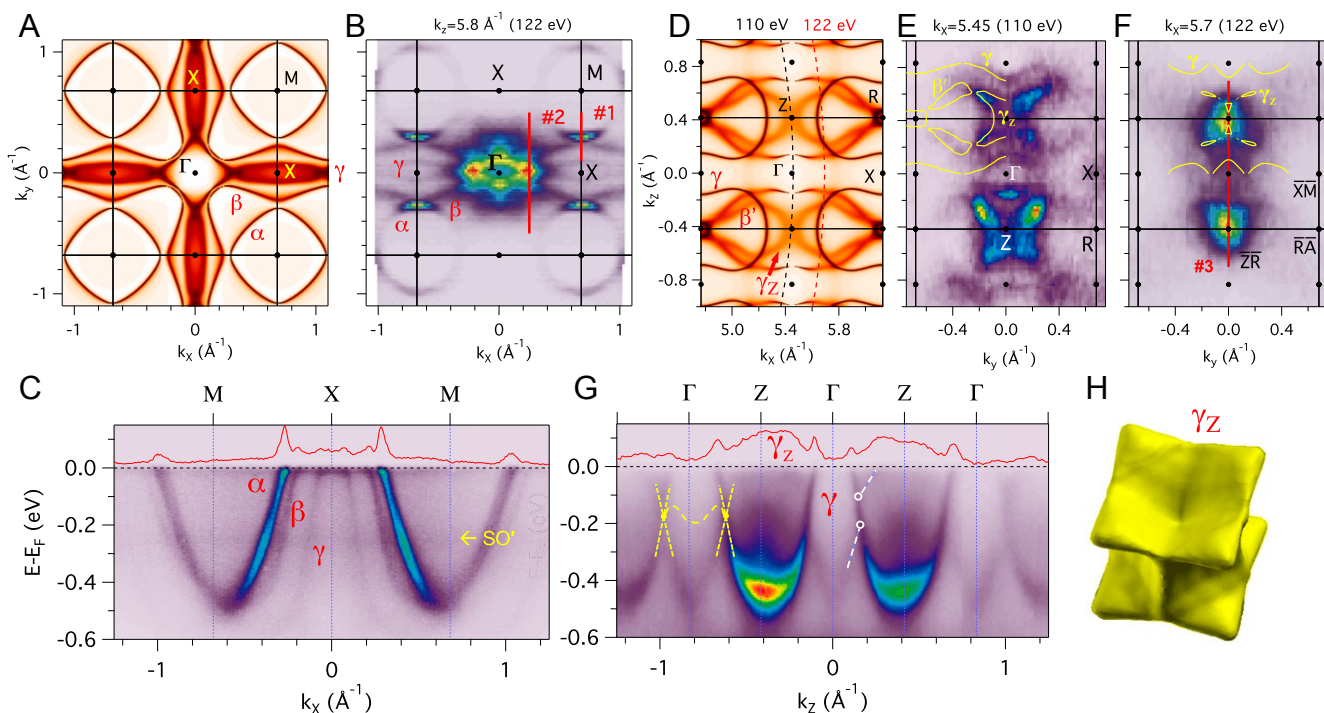 A
1
0
-1
k_y (Å⁻¹)
X
M
Γ
X
γ
β
α
-1
0
1
k_X (Å⁻¹)
B
k_z=5.8 Å⁻¹ (122 eV)
X
M
#2
#1
γ
Γ
X
α
β
-1
0
1
k_X (Å⁻¹)
D
110 eV
122 eV
0.8
0.4
0.0
-0.4
-0.8
k_z (Å⁻¹)
Z
R
Γ
X
γ
β'
γ_Z
5.0
5.4
5.8
k_X (Å⁻¹)
E
k_X=5.45 (110 eV)
γ
β'
γ_Z
Γ
X
Z
R
-0.4
0.0
0.4
k_y (Å⁻¹)
F
k_X=5.7 (122 eV)
γ
γ_Z
XM
#3
ZR
RA
-0.4
0.0
0.4
k_y (Å⁻¹)
C
M
X
M
0.0
-0.2
-0.4
-0.6
E-E_F (eV)
α
β
γ
← SO'
-1
0
1
k_X (Å⁻¹)
G
Γ
Z
Γ
Z
Γ
0.0
-0.2
-0.4
-0.6
γ_Z
γ
-1
0
1
k_Z (Å⁻¹)
H
γ_Z